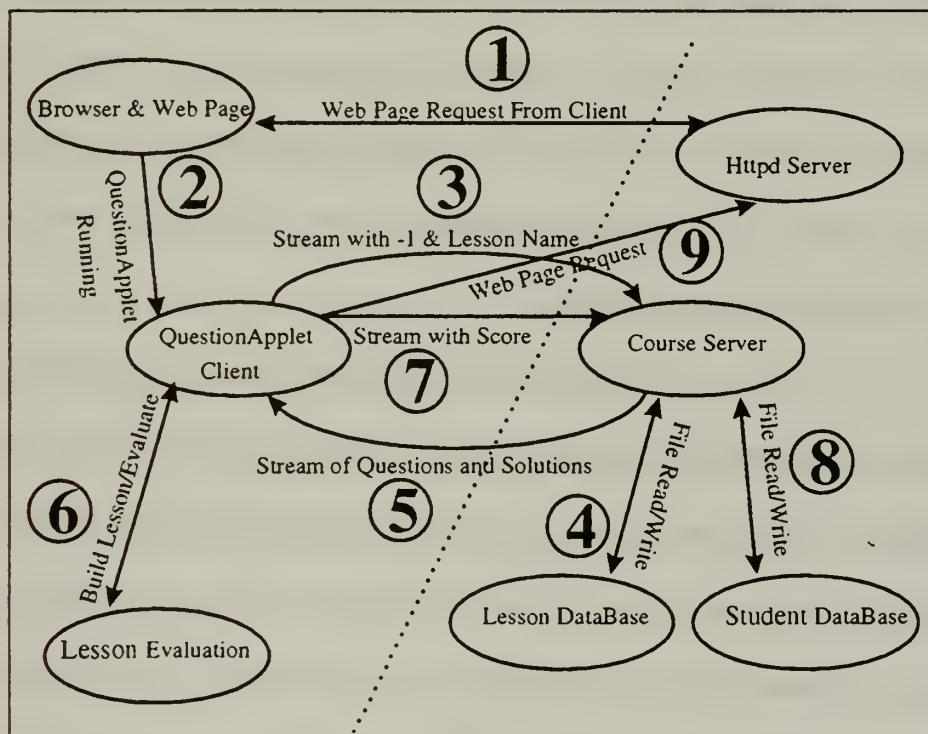 1
Browser & Web Page
Web Page Request From Client
Httpd Server
2
QuestionApplet
Running
3
Stream with -1 & Lesson Name
9
Web Page Request
QuestionApplet
Client
Stream with Score
Course Server
7
Build Lesson/Evaluate
Stream of Questions and Solutions
File Read/Write
File Read/Write
8
6
5
4
Lesson DataBase
Student DataBase
Lesson Evaluation